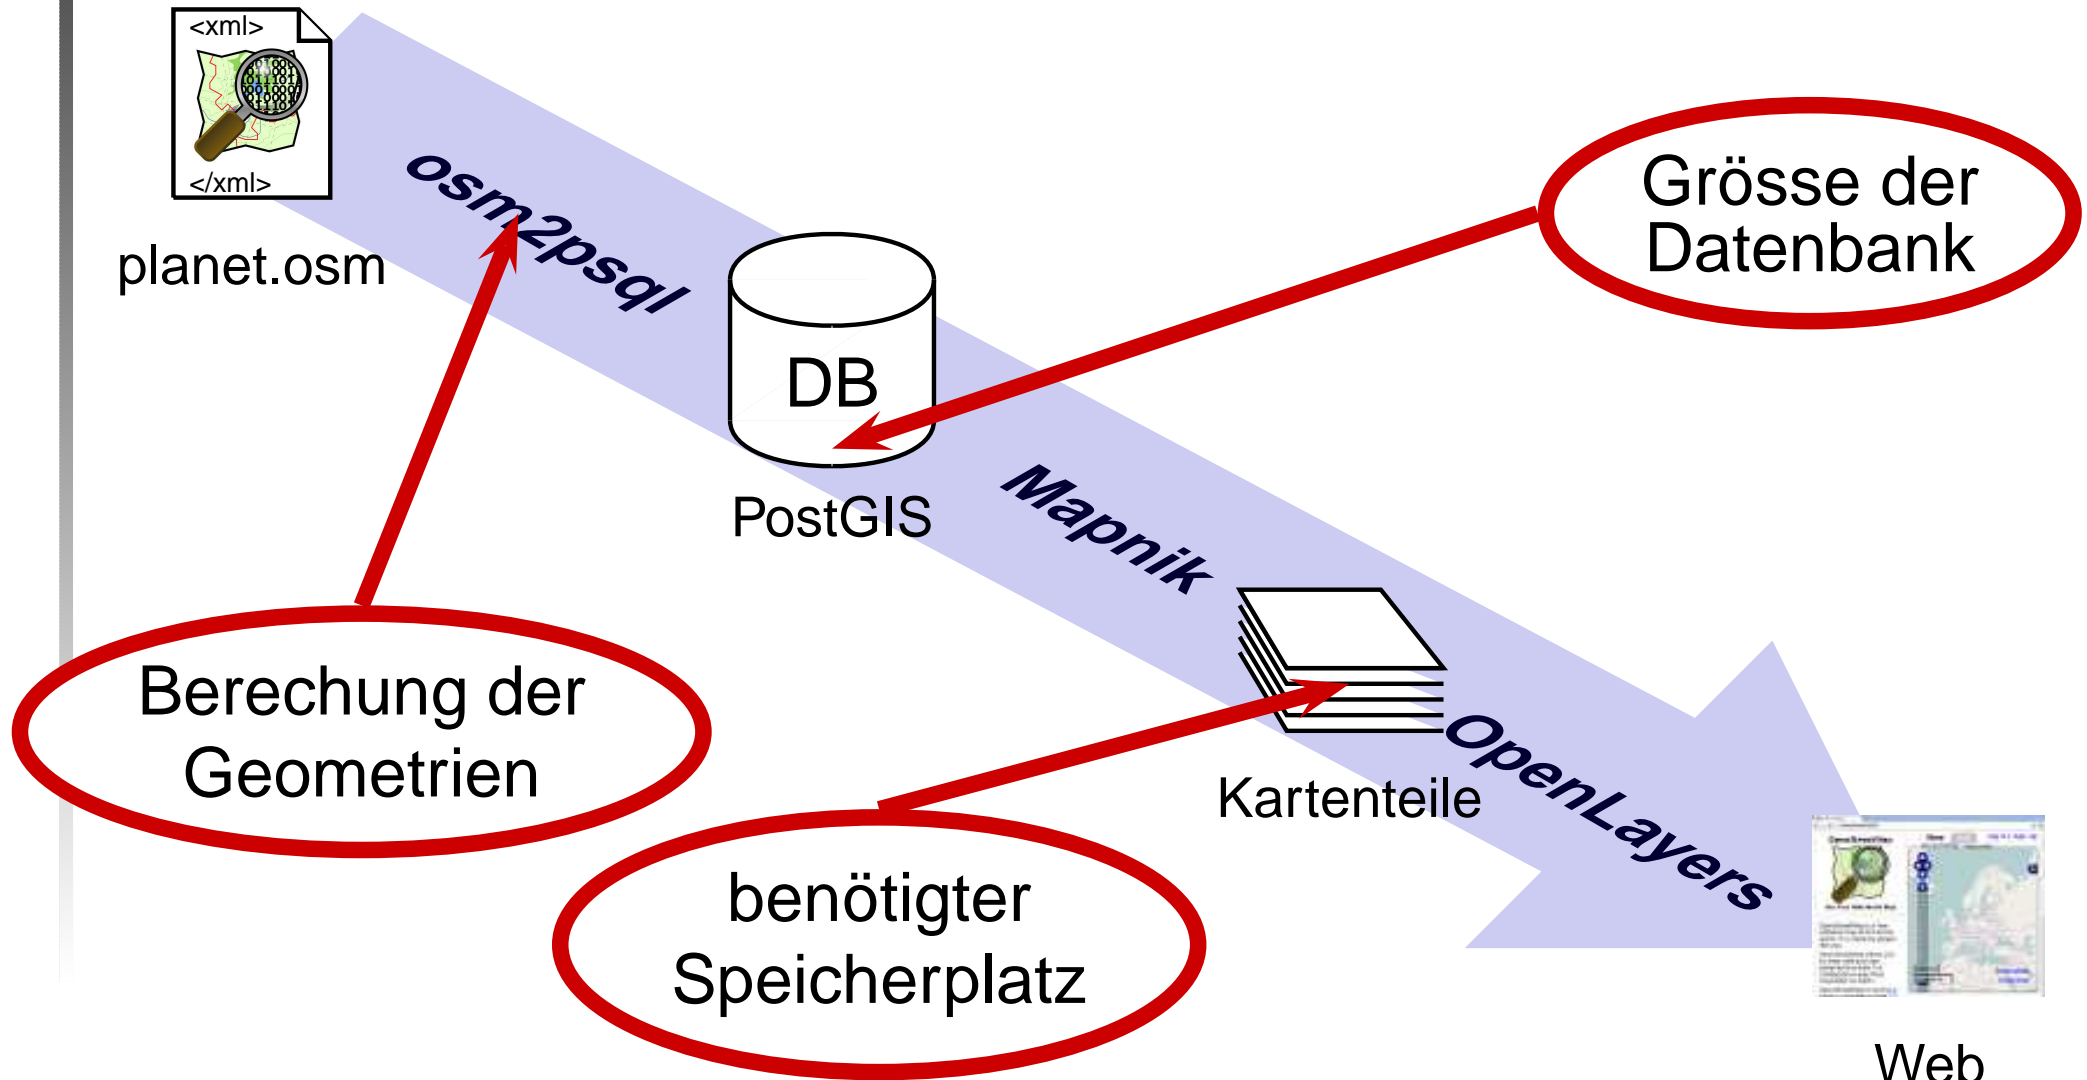 <xml>
</xml>
planet.osm
osm2psql
Grösse der
Datenbank
DB
PostGIS
Mapnik
Berechung der
Geometrien
Kartenteile
OpenLayers
benötigter
Speicherplatz
Web